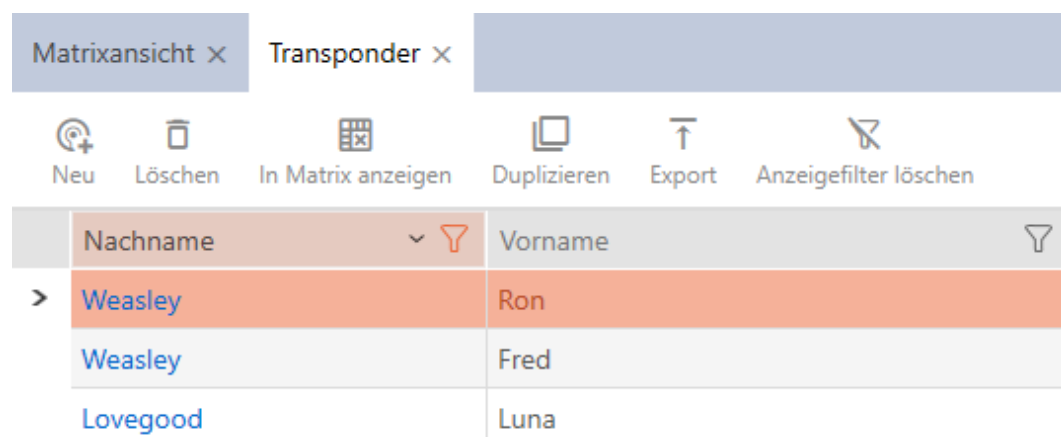 Matrixansicht × Transponder ×
Neu Löschen In Matrix anzeigen Duplizieren Export Anzeigefilter löschen
Nachname Vorname
Weasley Ron
Weasley Fred
Lovegood Luna